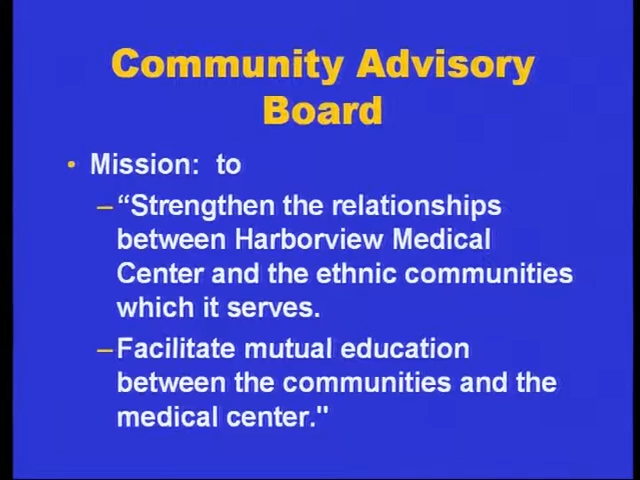 Community Advisory
Board
• Mission:  to
–“Strengthen the relationships
between Harborview Medical
Center and the ethnic communities
which it serves.
–Facilitate mutual education
between the communities and the
medical center."